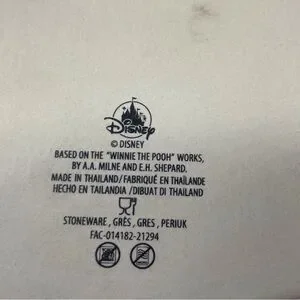 Disney
© DISNEY
BASED ON THE "WINNIE THE POOH" WORKS,
BY A.A. MILNE AND E.H. SHEPARD.
MADE IN THAILAND/FABRIQUÉ EN THAÏLANDE
HECHO EN TAILANDIA /DIBUAT DI THAILAND
STONEWARE , GRÈS , GRES , PERIUK
FAC-014182-21294